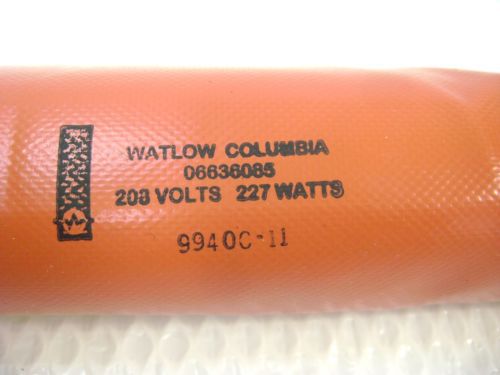 WATLOW COLUMBIA
06636085
208 VOLTS 227 WATTS
9940C-11